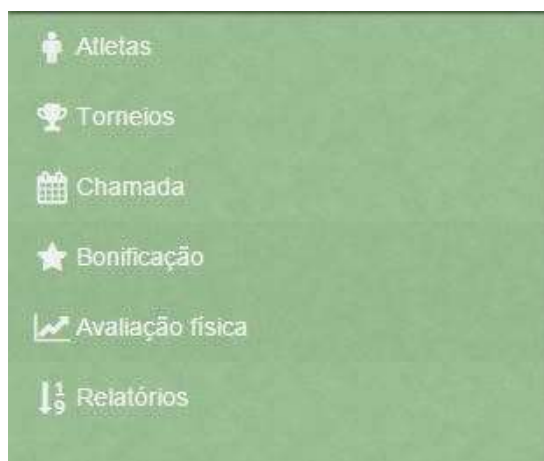 Atletas
Torneios
Chamada
Bonificação
Avaliação física
Relatórios